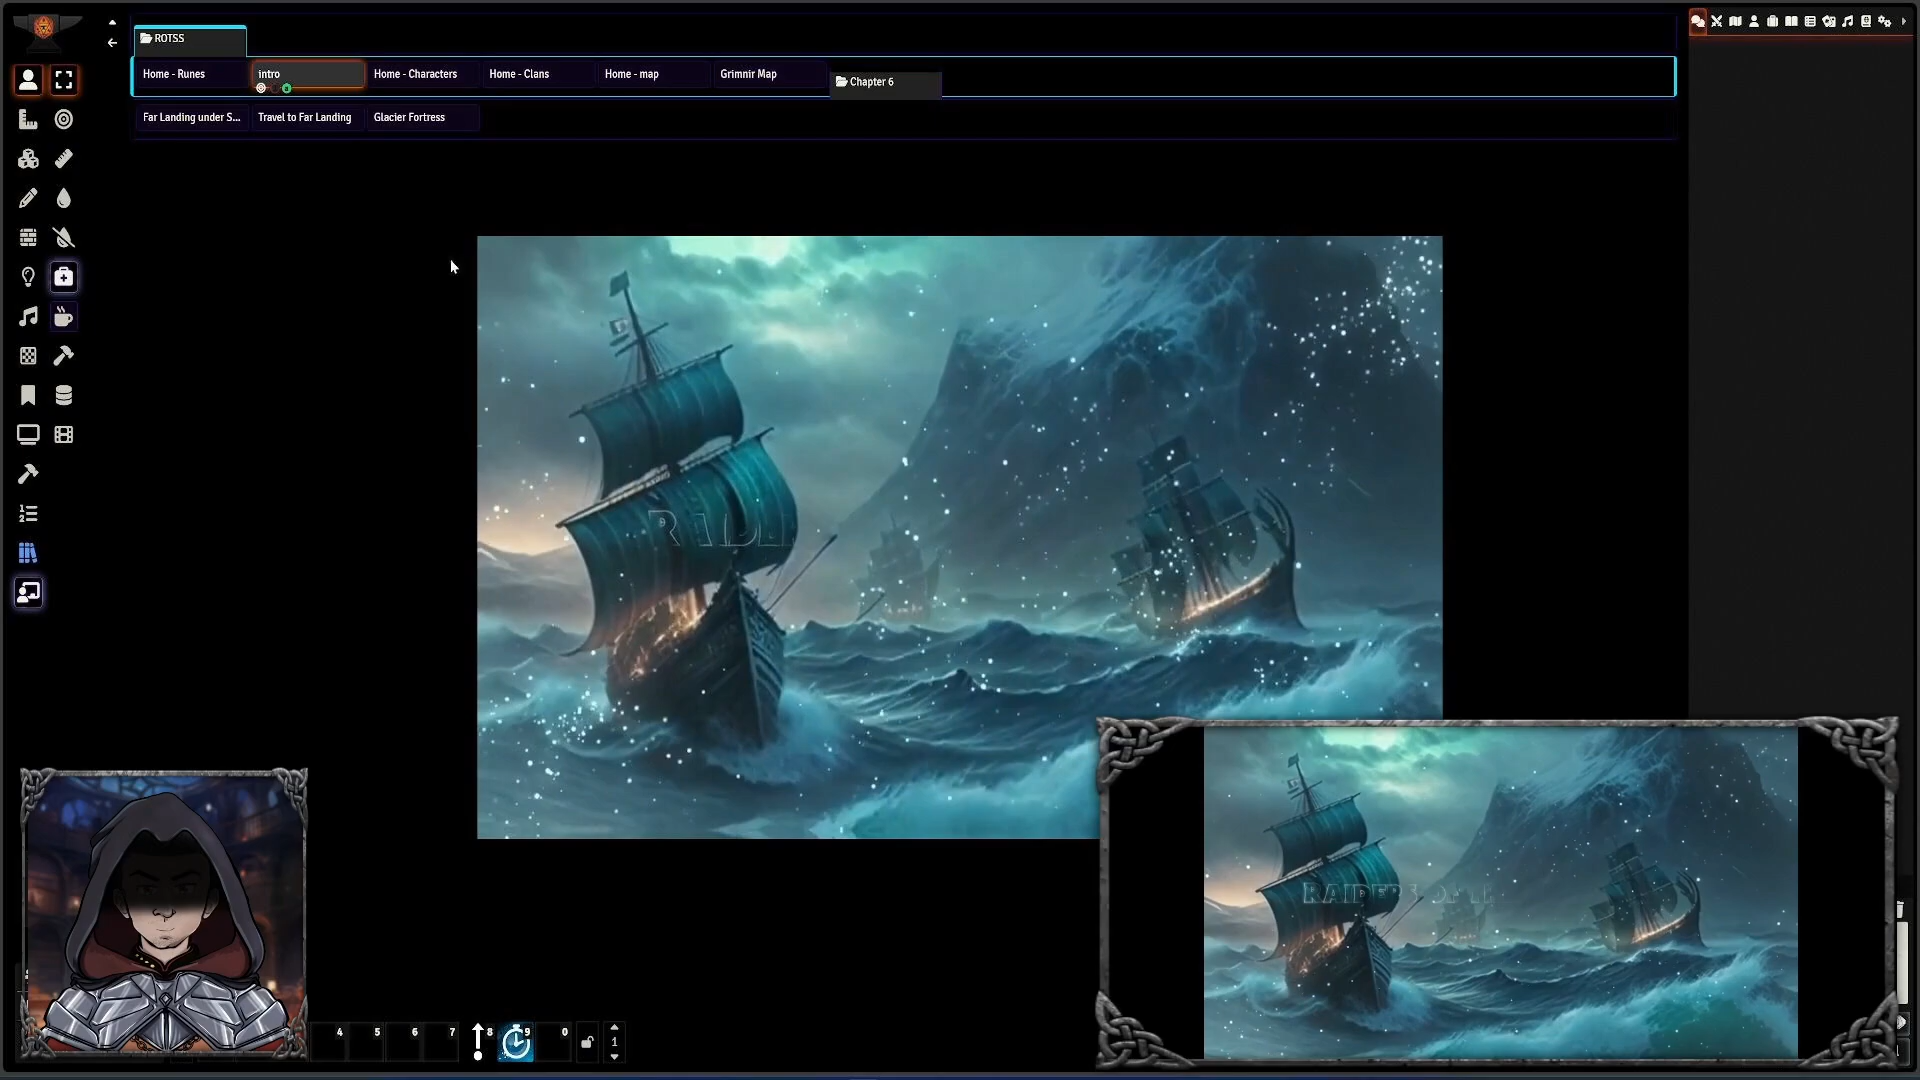 ROTSS
Home - Runes
intro
Home - Characters
Home - Clans
Home - map
Grimnir Map
Chapter 6
Far Landing under S...
Travel to Far Landing
Glacier Fortress
4
5
6
7
8
9
0
1